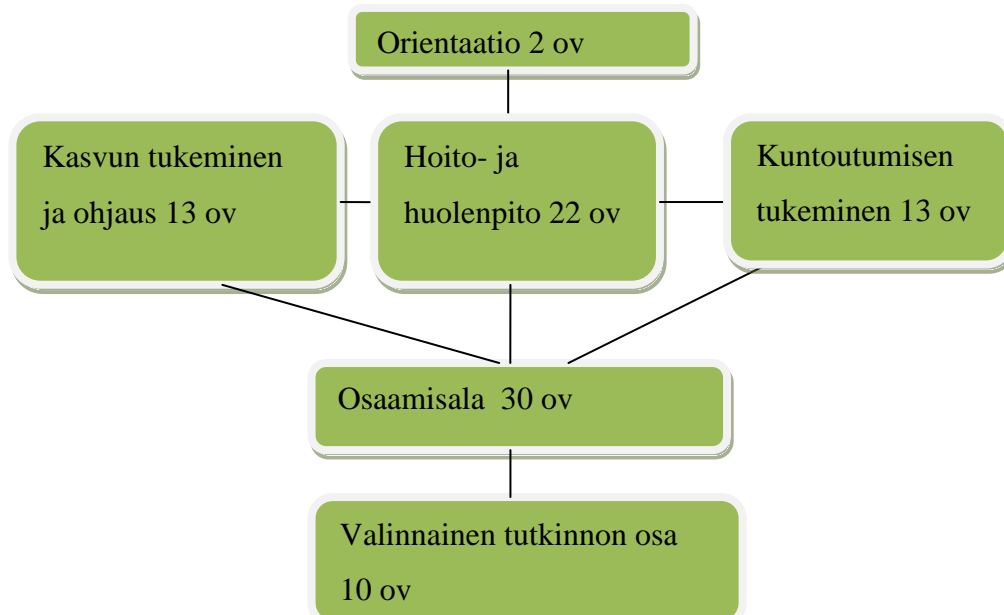 Orientaatio 2 ov
Kasvun tukeminen
ja ohjaus 13 ov
Hoito- ja
huolenpito 22 ov
Kuntoutumisen
tukeminen 13 ov
Osaamisala 30 ov
Valinnainen tutkinnon osa
10 ov